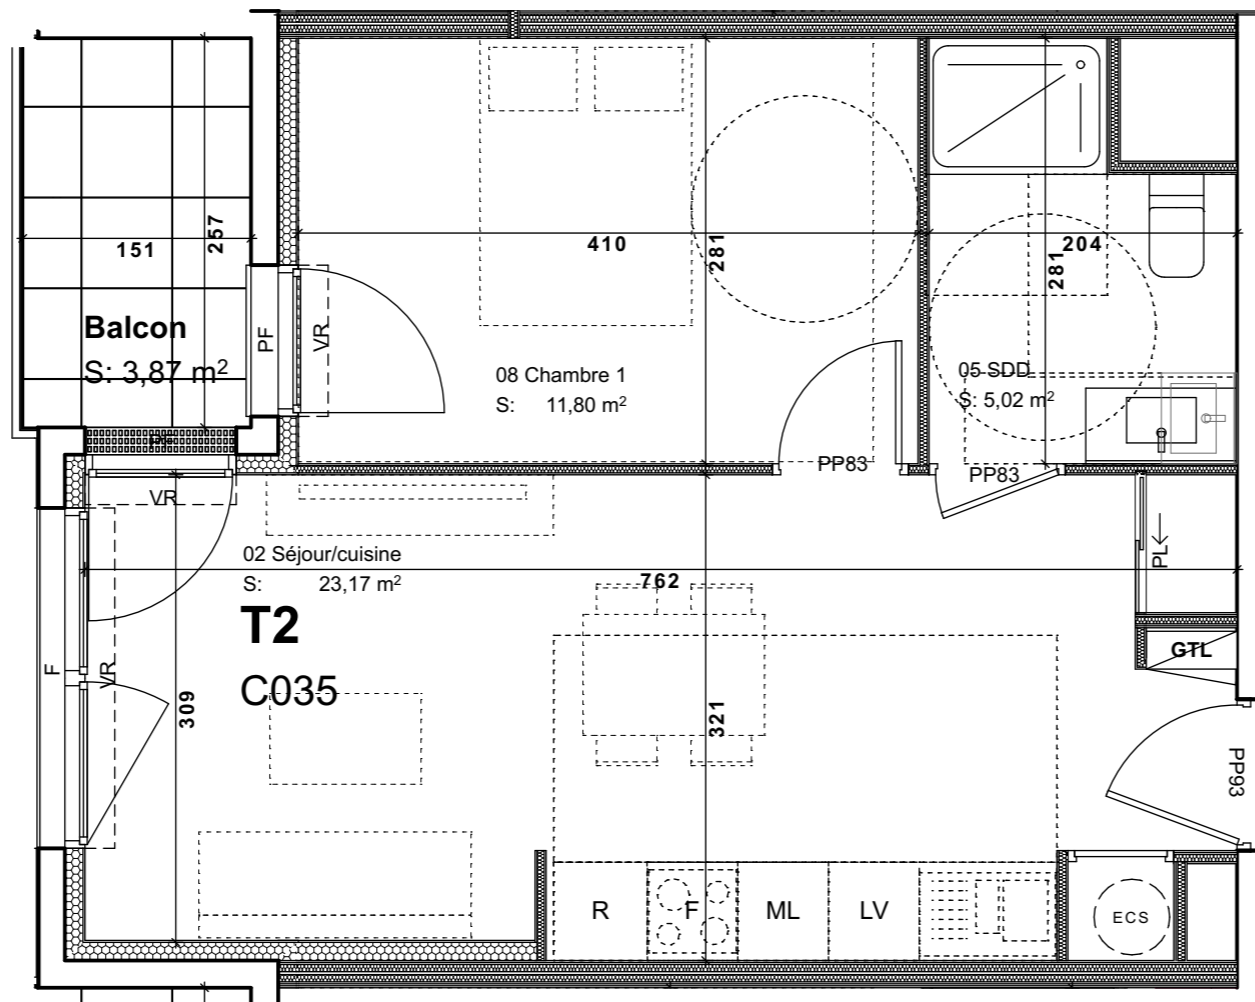 151
257
410
281
204
281
Balcon
S: 3,87 m²
PF
VR
08 Chambre 1
S: 11,80 m²
05 SDD
S: 5,02 m²
PF
VR
PP83
PP83
02 Séjour/cuisine
S: 23,17 m²
762
PL
T2
C035
GTL
F
VR
309
321
PP93
R
F
ML
LV
ECS